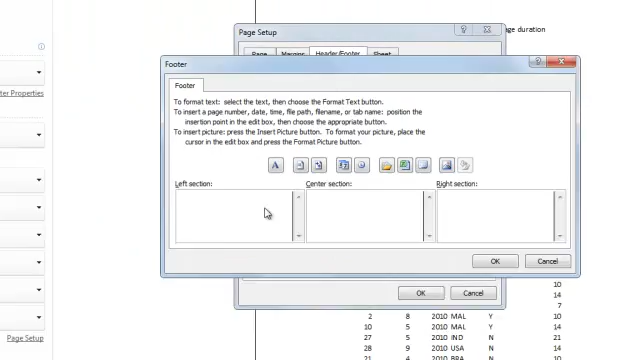 ge duration
Page Setup
Page Margins Header/Footer Sheet
Footer
Footer
To format text: select the text, then choose the Format Text button.
To insert a page number, date, time, file path, filename, or tab name: position the
insertion point in the edit box, then choose the appropriate button.
To insert picture: press the Insert Picture button. To format your picture, place the
cursor in the edit box and press the Format Picture button.
A
Left section: Center section: Right section:
OK Cancel
OK Cancel
ter Properties
Page Setup
10
14
7
2 8 2010 MAL Y 10
10 5 2010 MAL Y 14
27 5 2010 IND N 14
28 9 2010 USA N 10
21 4 2010 BRA N